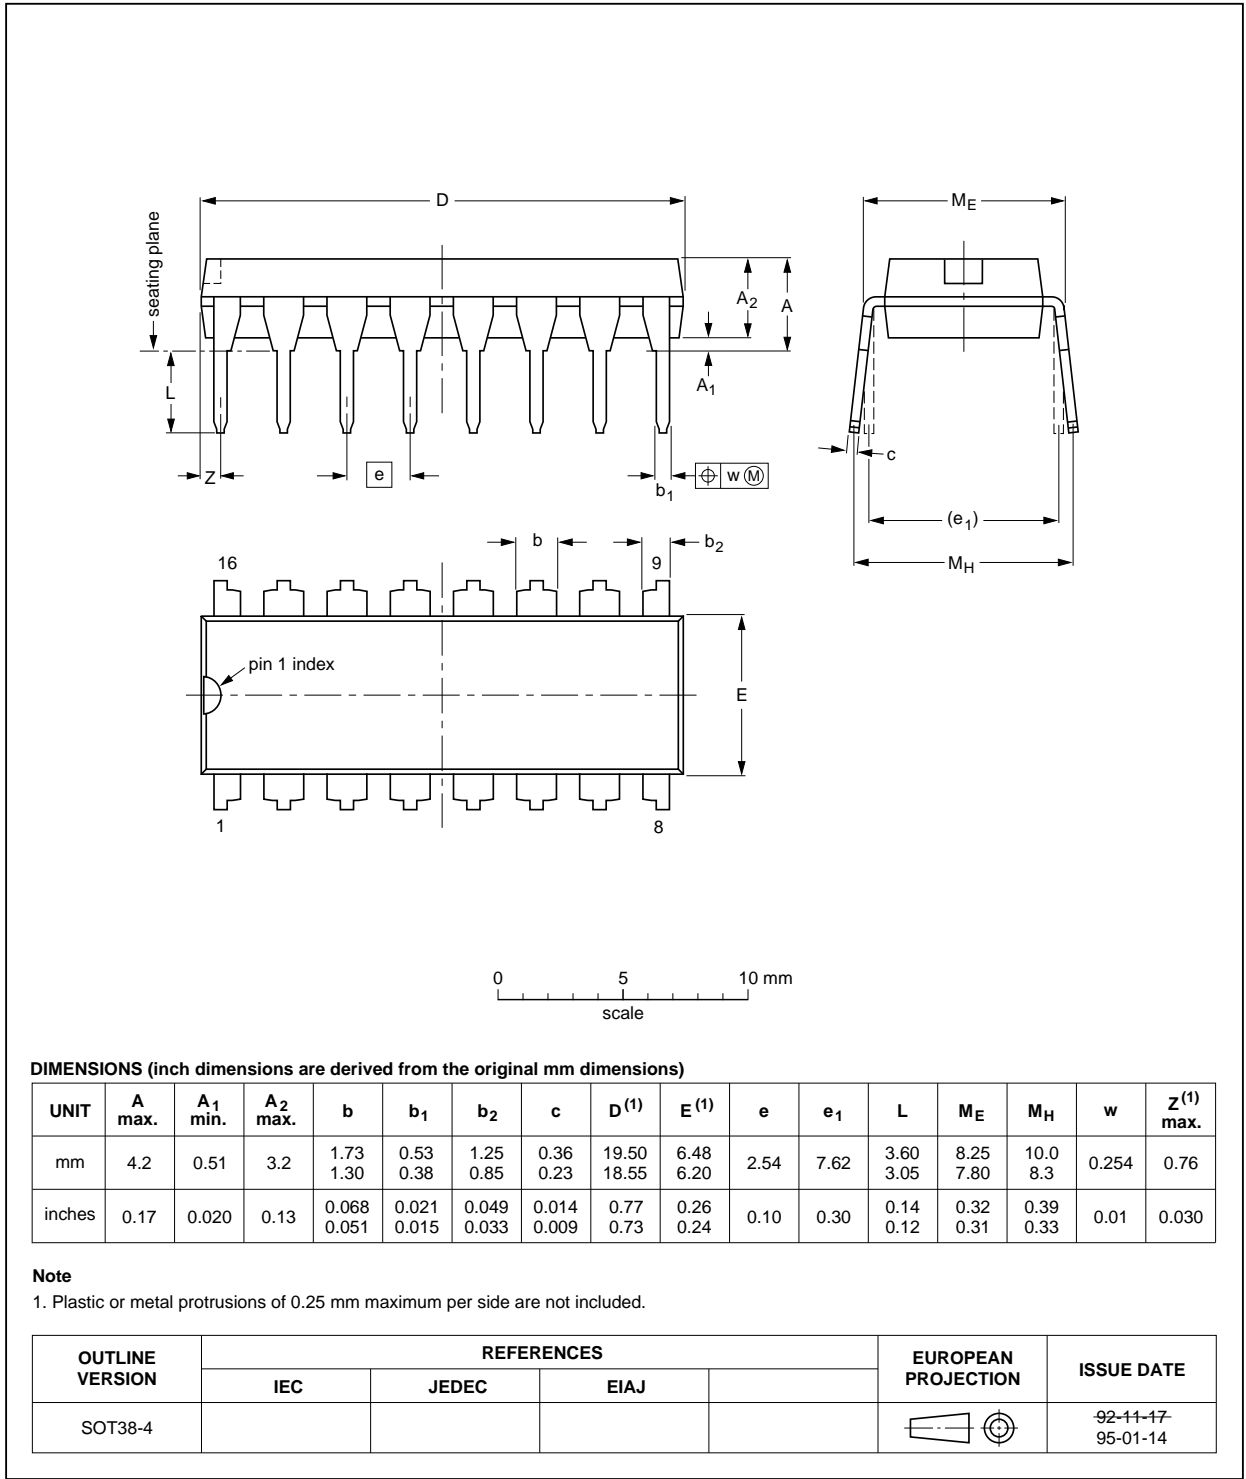 D
M_E
seating plane
A_2
A
A_1
L
Z
e
b_1
w M
c
(e_1)
M_H
b
b_2
16
9
pin 1 index
E
1
8
0 5 10 mm
scale
DIMENSIONS (inch dimensions are derived from the original mm dimensions)
UNIT A max. A1 min. A2 max. b b1 b2 c D(1) E(1) e e1 L ME MH w Z(1) max.
mm 4.2 0.51 3.2 1.73 1.30 0.53 0.38 1.25 0.85 0.36 0.23 19.50 18.55 6.48 6.20 2.54 7.62 3.60 3.05 8.25 7.80 10.0 8.3 0.254 0.76
inches 0.17 0.020 0.13 0.068 0.051 0.021 0.015 0.049 0.033 0.014 0.009 0.77 0.73 0.26 0.24 0.10 0.30 0.14 0.12 0.32 0.31 0.39 0.33 0.01 0.030
Note
1. Plastic or metal protrusions of 0.25 mm maximum per side are not included.
OUTLINE VERSION REFERENCES EUROPEAN PROJECTION ISSUE DATE
IEC JEDEC EIAJ
SOT38-4 92-11-17
95-01-14